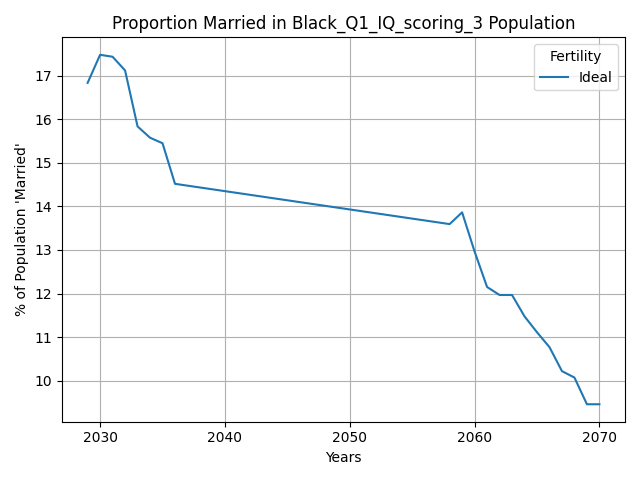 Proportion Married in Black_Q1_IQ_scoring_3 Population
Fertility
Ideal
% of Population 'Married'
17
16
15
14
13
12
11
10
2030 2040 2050 2060 2070
Years